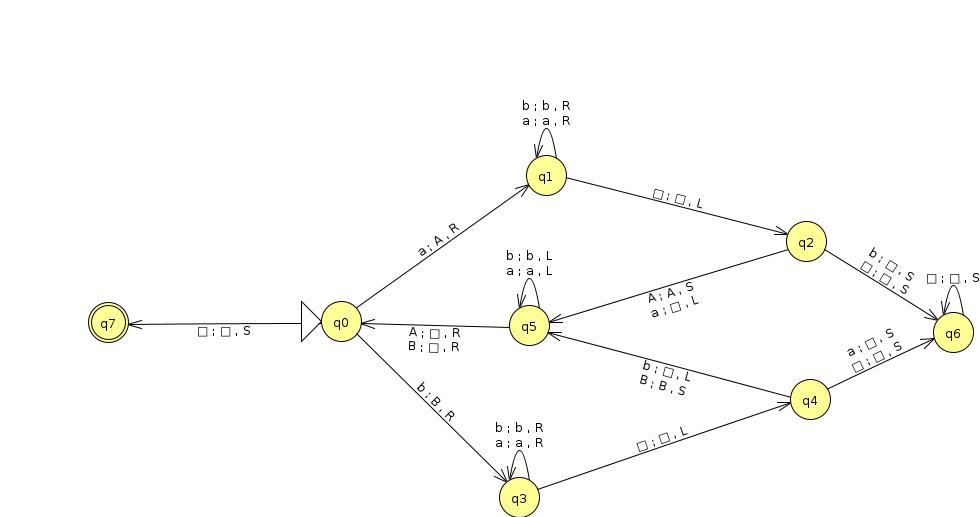 b ; b , R
a ; a , R
q1
□ ; □ , L
a ; A , R
q2
b ; b , L
a ; a , L
b ; □ , S
□ ; □ , S
□ ; □ , S
A ; A , S
a ; □ , L
q7
□ ; □ , S
q0
A ; □ , R
B ; □ , R
q5
q6
a ; □ , S
□ ; □ , S
b ; □ , L
B ; B , S
b ; B , R
q4
b ; b , R
a ; a , R
□ ; □ , L
q3